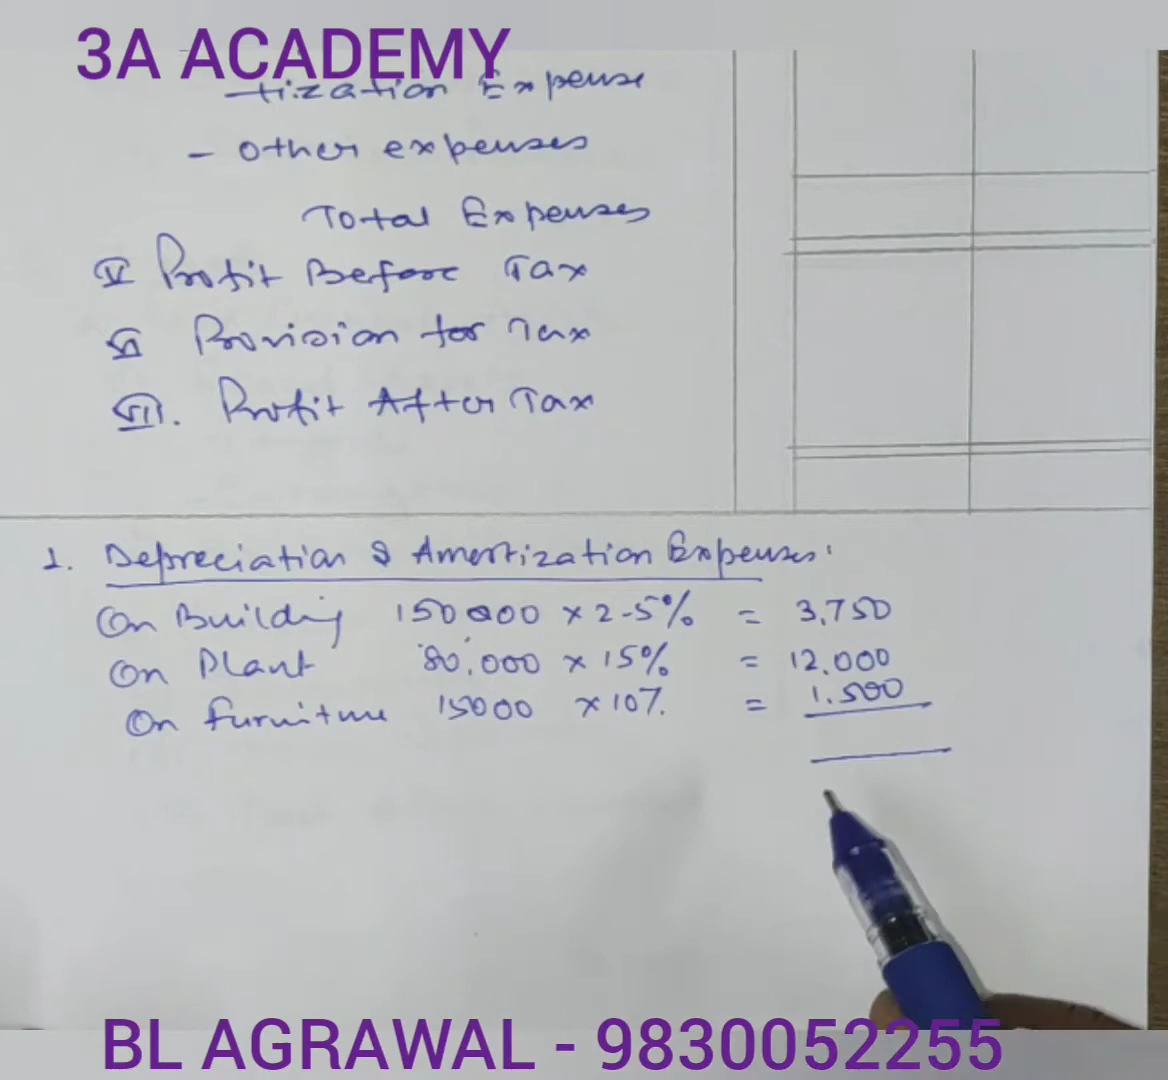 3A ACADEMY
-tization Expense
- Other expenses
Total Expenses
V Profit Before Tax
VI Provision for Tax
VII. Profit After Tax
1. Depreciation & Amortization Expenses:
On Building 150000 × 2.5% = 3,750
On Plant 80,000 × 15% = 12,000
On Furniture 15000 × 10% = 1,500
BL AGRAWAL - 9830052255